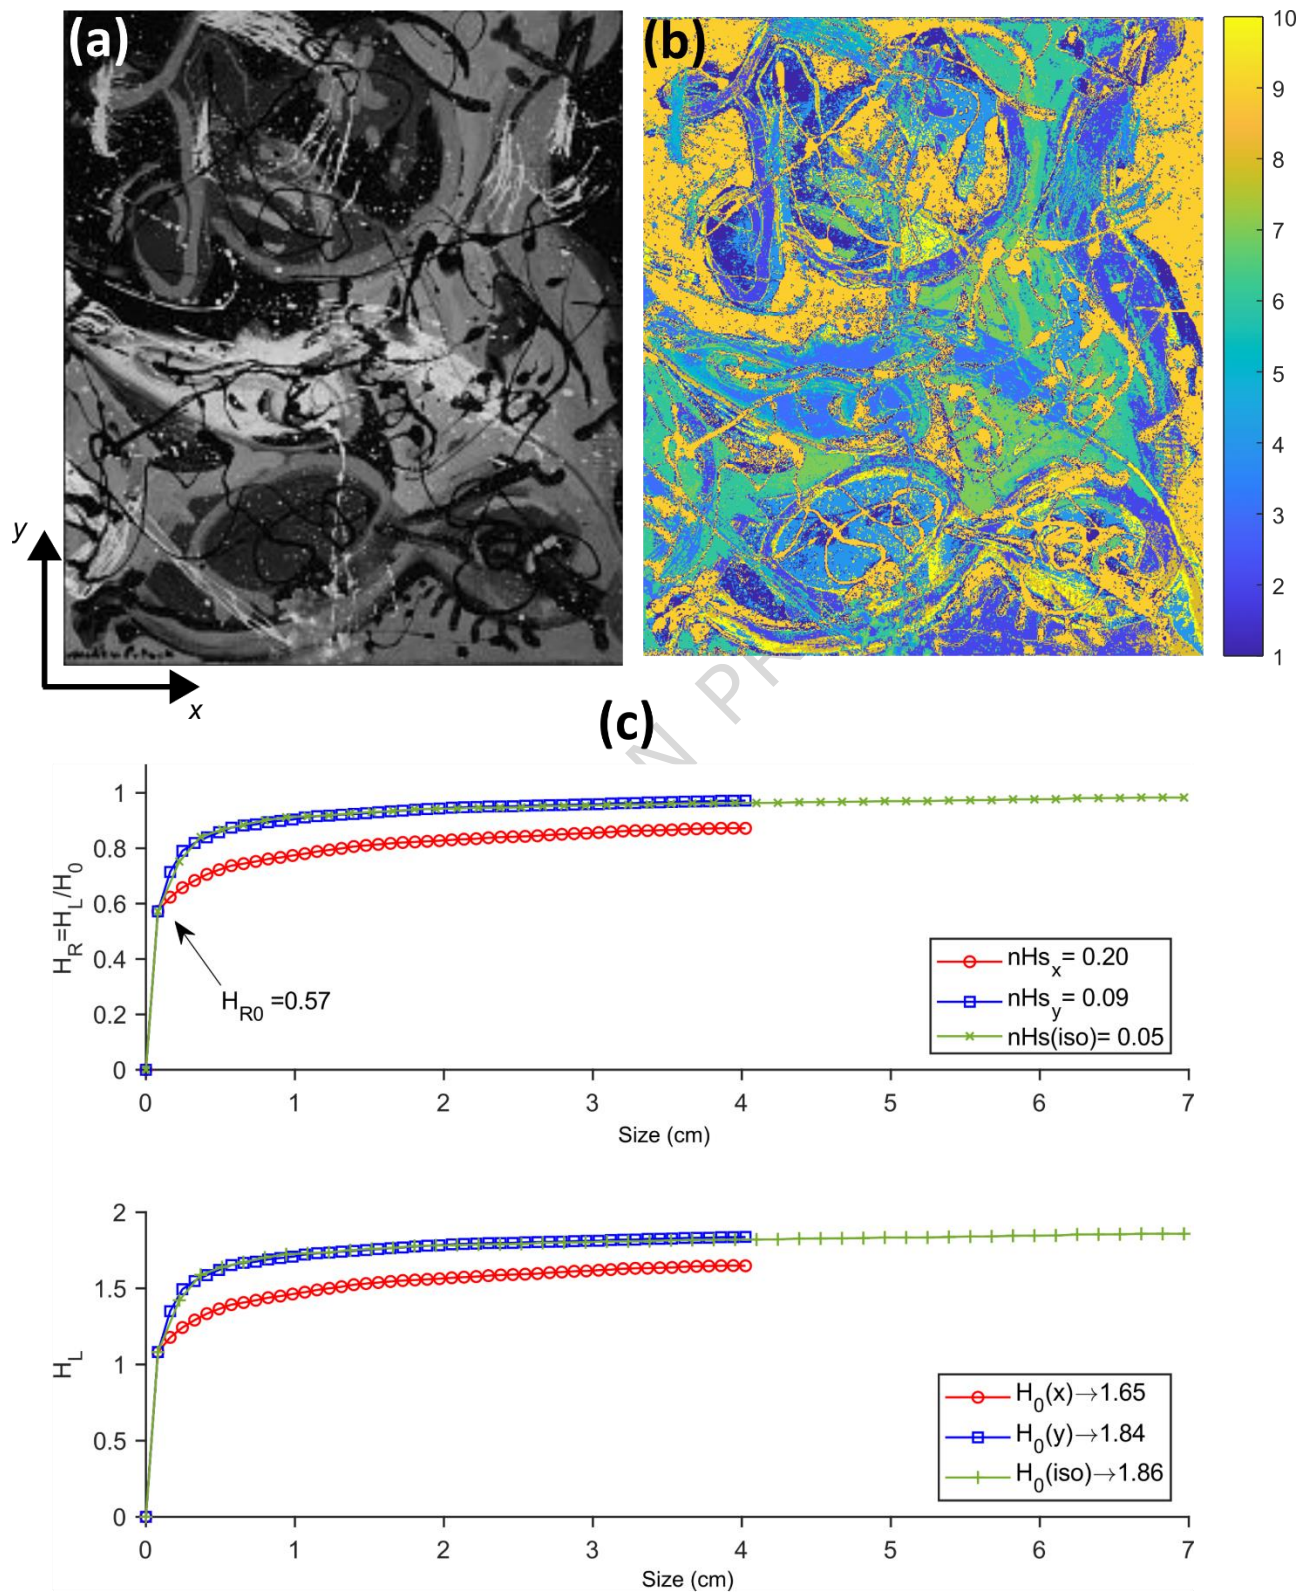 (a)
(b)
10
9
8
7
6
5
4
3
2
1
y
x
(c)
N PR
1
0.8
0.6
0.4
0.2
0
H_R=H_L/H_0
H_R0 =0.57
nHs_x= 0.20
nHs_y= 0.09
nHs(iso)= 0.05
0 1 2 3 4 5 6 7
Size (cm)
2
1.5
1
0.5
0
H_L
H_0(x)→1.65
H_0(y)→1.84
H_0(iso)→1.86
0 1 2 3 4 5 6 7
Size (cm)